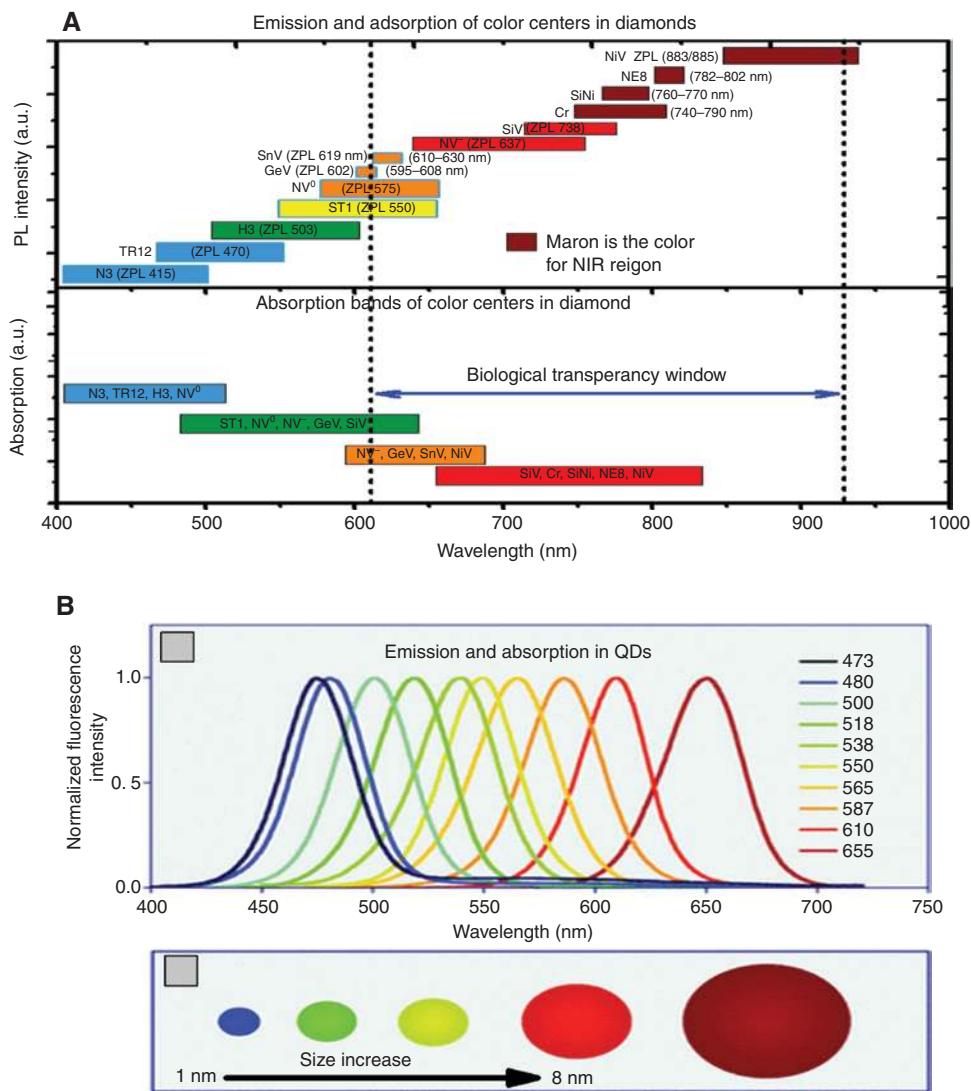 A
Emission and adsorption of color centers in diamonds
PL intensity (a.u.)
NiV ZPL (883/885)
NE8 (782–802 nm)
SiNi (760–770 nm)
Cr (740–790 nm)
SiV (ZPL 738)
NV⁻ (ZPL 637)
SnV (ZPL 619 nm) (610–630 nm)
GeV (ZPL 602) (595–608 nm)
NV⁰ (ZPL 575)
ST1 (ZPL 550)
H3 (ZPL 503)
TR12 (ZPL 470)
N3 (ZPL 415)
Maron is the color
for NIR reigon
Absorption bands of color centers in diamond
Absorption (a.u.)
Biological transperancy window
N3, TR12, H3, NV⁰
ST1, NV⁰, NV⁻, GeV, SiV
NV⁻, GeV, SnV, NiV
SiV, Cr, SiNi, NE8, NiV
400 500 600 700 800 900 1000
Wavelength (nm)
B
Emission and absorption in QDs
Normalized fluorescence
intensity
1.0
0.5
0.0
473
480
500
518
538
550
565
587
610
655
400 450 500 550 600 650 700 750
Wavelength (nm)
Size increase
1 nm 8 nm